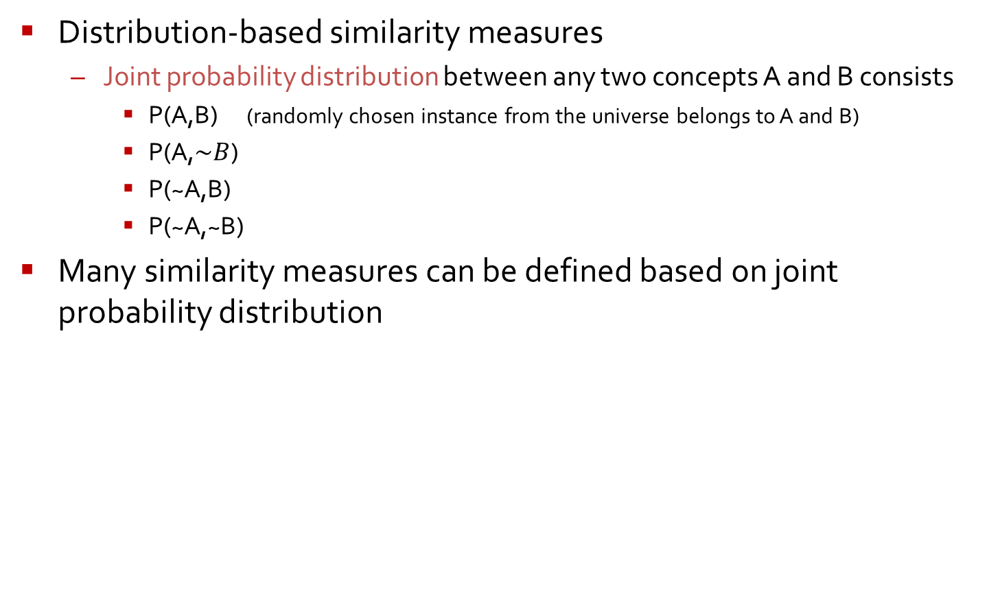 ▪ Distribution-based similarity measures
– Joint probability distribution between any two concepts A and B consists
▪ P(A,B) (randomly chosen instance from the universe belongs to A and B)
▪ P(A,~B)
▪ P(~A,B)
▪ P(~A,~B)
▪ Many similarity measures can be defined based on joint
probability distribution